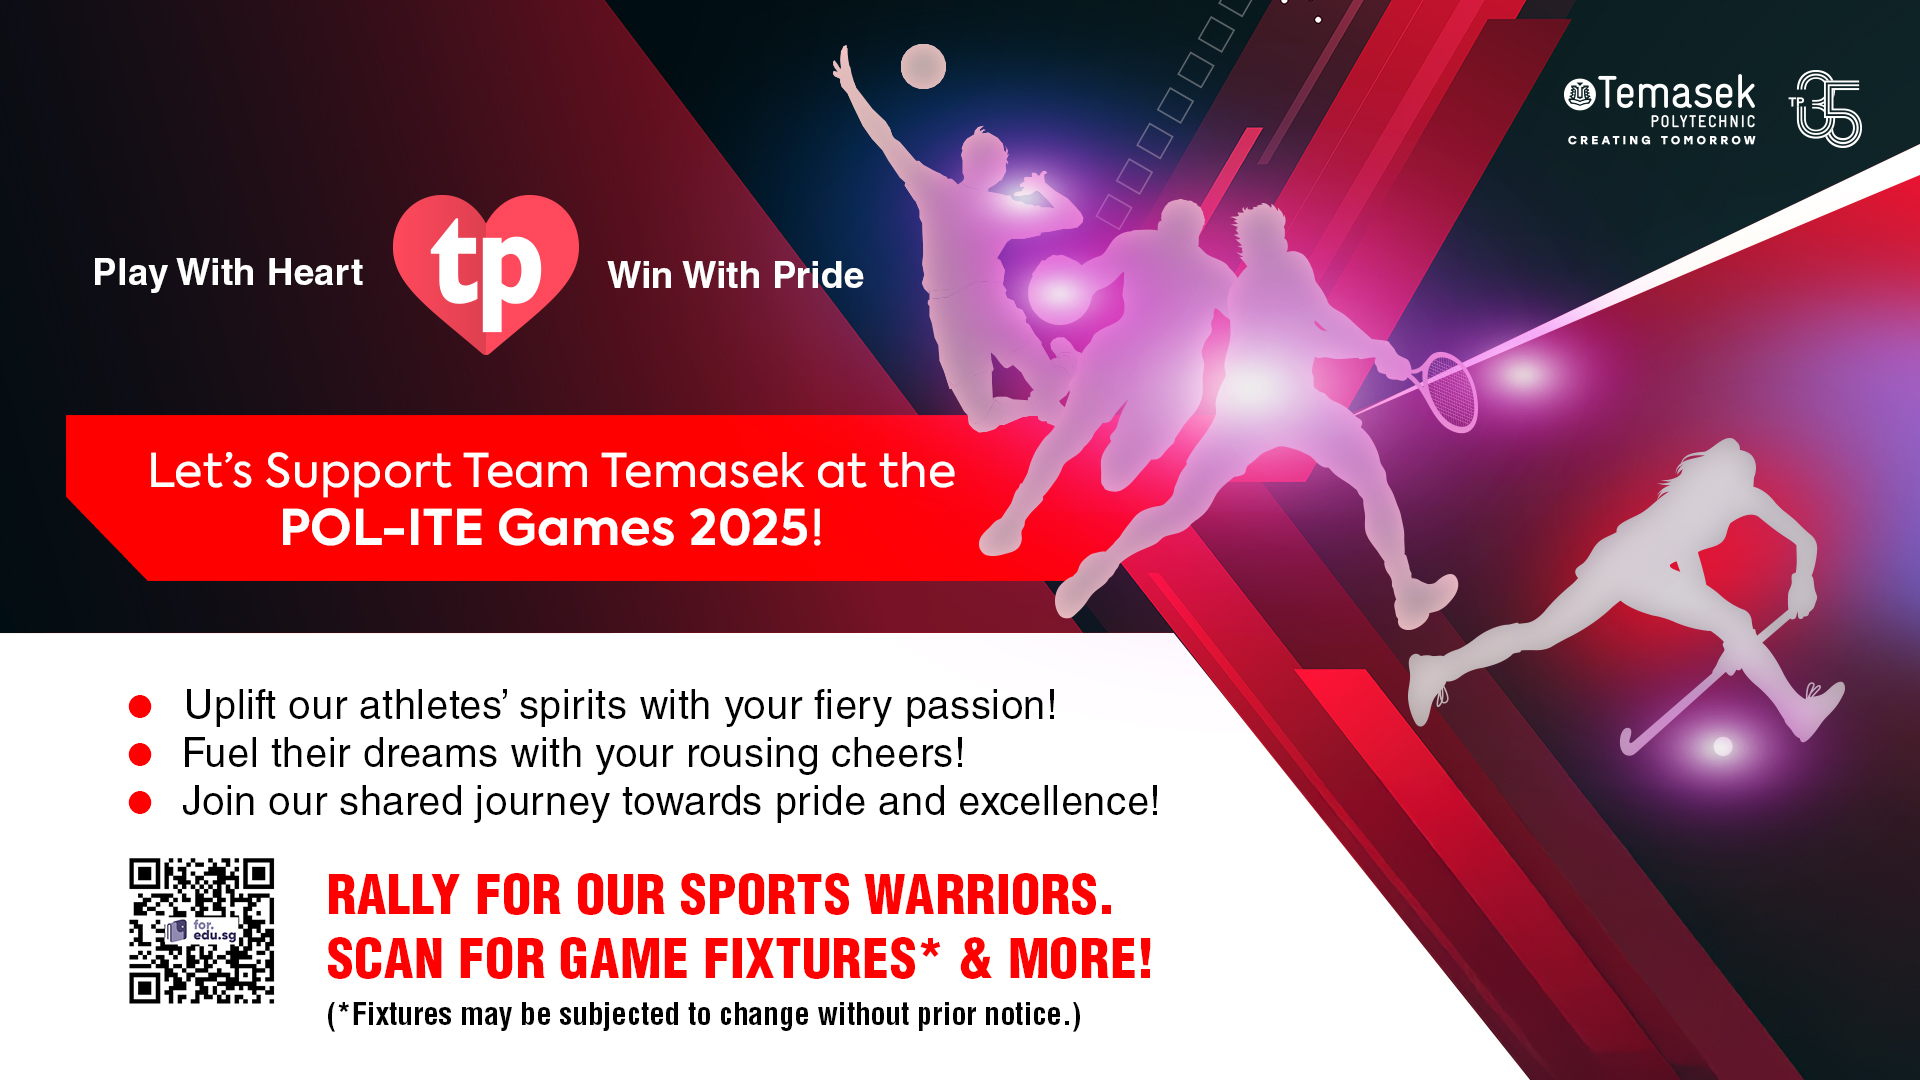 Temasek
POLYTECHNIC
CREATING TOMORROW
TP 35
Play With Heart
tp
Win With Pride
Let’s Support Team Temasek at the
POL-ITE Games 2025!
Uplift our athletes’ spirits with your fiery passion!
Fuel their dreams with your rousing cheers!
Join our shared journey towards pride and excellence!
for.
edu.sg
RALLY FOR OUR SPORTS WARRIORS.
SCAN FOR GAME FIXTURES* & MORE!
(*Fixtures may be subjected to change without prior notice.)